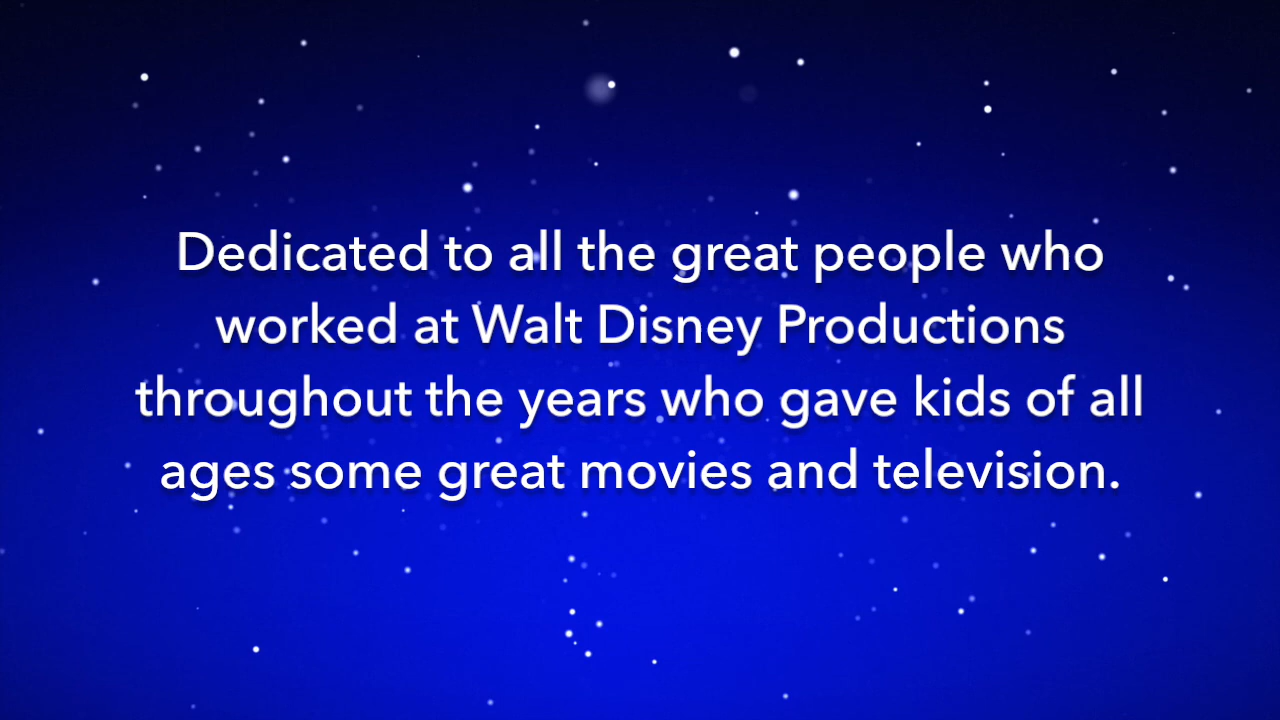 Dedicated to all the great people who
worked at Walt Disney Productions
throughout the years who gave kids of all
ages some great movies and television.